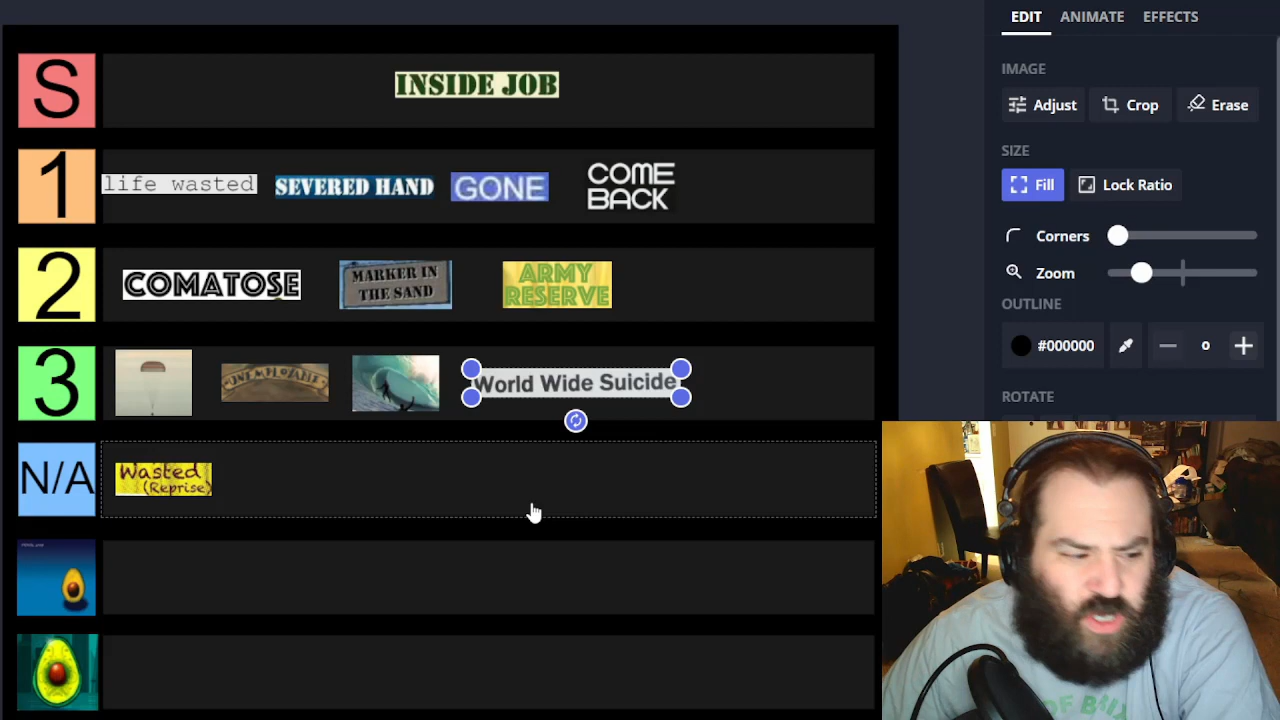 EDIT ANIMATE EFFECTS
IMAGE
Adjust Crop Erase
SIZE
Fill Lock Ratio
Corners
Zoom
OUTLINE
#000000 0
ROTATE
S
INSIDE JOB
1
life wasted SEVERED HAND GONE COME
BACK
2
COMATOSE MARKER IN
THE SAND ARMY
RESERVE
3
UNEMPLOYABLE World Wide Suicide
N/A
Wasted
(Reprise)